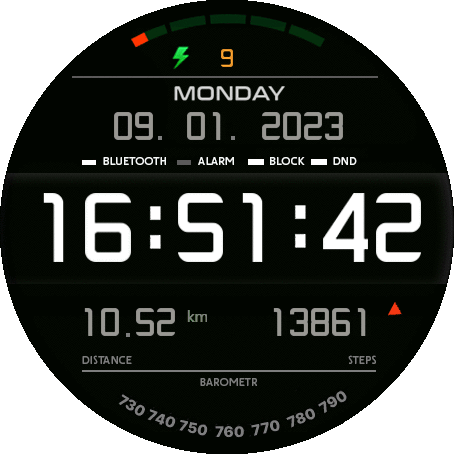 9
MONDAY
09. 01. 2023
BLUETOOTH ALARM BLOCK DND
16:51:42
10.52 km 13861
DISTANCE STEPS
BAROMETR
730 740 750 760 770 780 790